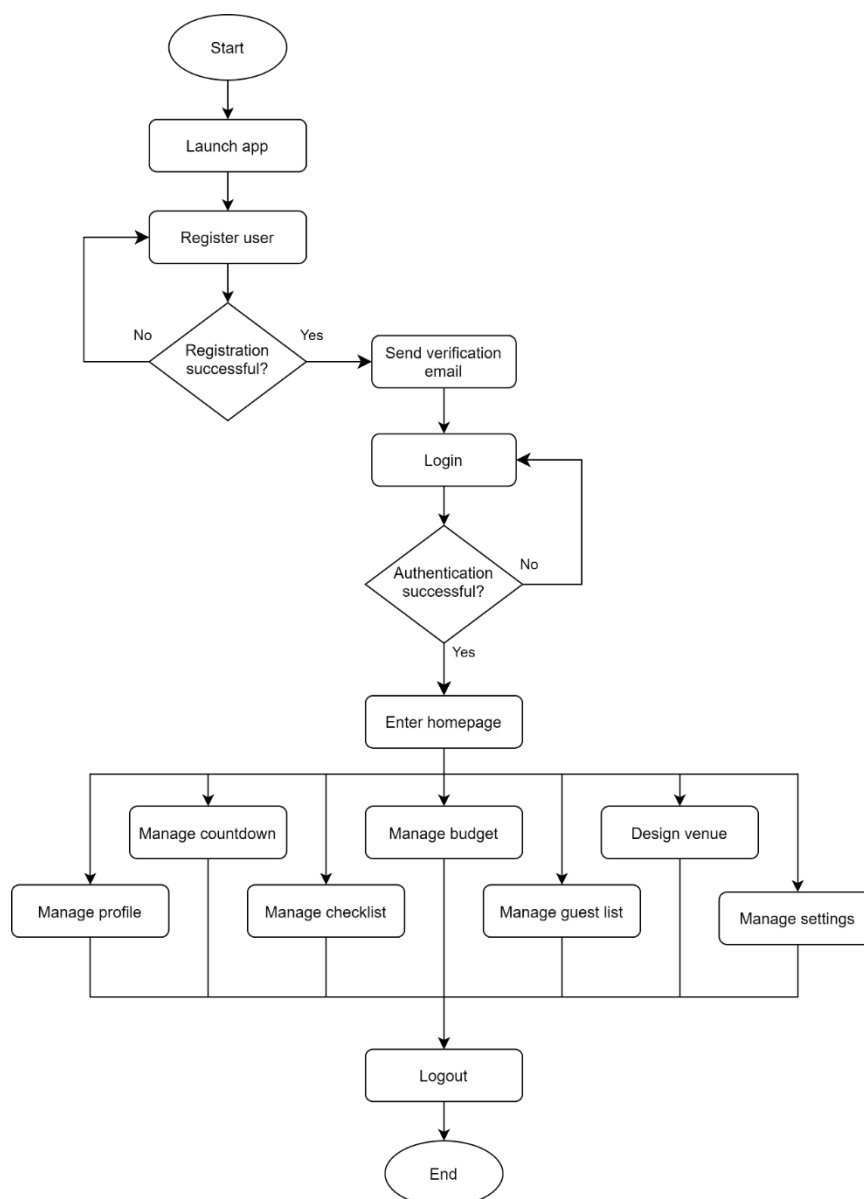 Start
Launch app
Register user
No
Yes
Registration
successful?
Send verification
email
Login
Authentication
successful?
No
Yes
Enter homepage
Manage countdown
Manage budget
Design venue
Manage profile
Manage checklist
Manage guest list
Manage settings
Logout
End